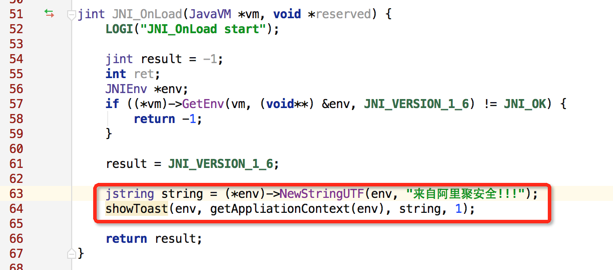 51 jint JNI_OnLoad(JavaVM *vm, void *reserved) {
52     LOGI("JNI_OnLoad start");
53
54     jint result = -1;
55     int ret;
56     JNIEnv *env;
57     if ((*vm)->GetEnv(vm, (void**) &env, JNI_VERSION_1_6) != JNI_OK) {
58         return -1;
59     }
60
61     result = JNI_VERSION_1_6;
62
63     jstring string = (*env)->NewStringUTF(env, "来自阿里聚安全!!!");
64     showToast(env, getAppliationContext(env), string, 1);
65
66     return result;
67 }
68